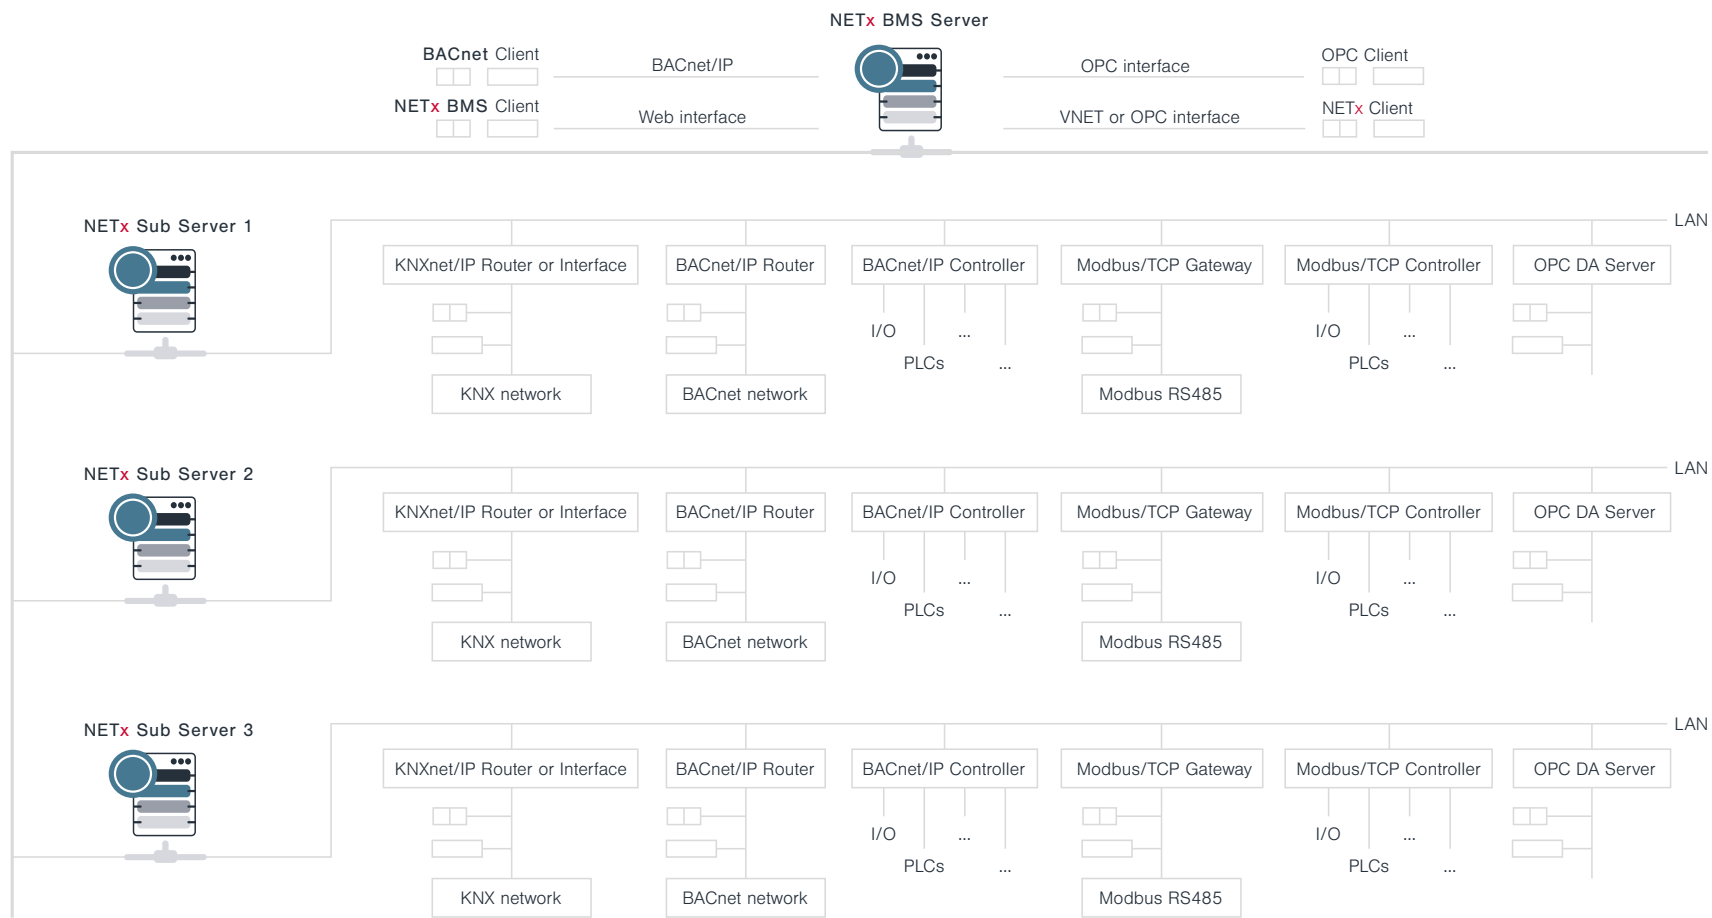 NETx BMS Server
BACnet Client
BACnet/IP
OPC interface
OPC Client
NETx BMS Client
Web interface
VNET or OPC interface
NETx Client
NETx Sub Server 1
LAN
KNXnet/IP Router or Interface
BACnet/IP Router
BACnet/IP Controller
Modbus/TCP Gateway
Modbus/TCP Controller
OPC DA Server
I/O
...
I/O
...
PLCs
...
PLCs
...
KNX network
BACnet network
Modbus RS485
NETx Sub Server 2
LAN
KNXnet/IP Router or Interface
BACnet/IP Router
BACnet/IP Controller
Modbus/TCP Gateway
Modbus/TCP Controller
OPC DA Server
I/O
...
I/O
...
PLCs
...
PLCs
...
KNX network
BACnet network
Modbus RS485
NETx Sub Server 3
LAN
KNXnet/IP Router or Interface
BACnet/IP Router
BACnet/IP Controller
Modbus/TCP Gateway
Modbus/TCP Controller
OPC DA Server
I/O
...
I/O
...
PLCs
...
PLCs
...
KNX network
BACnet network
Modbus RS485